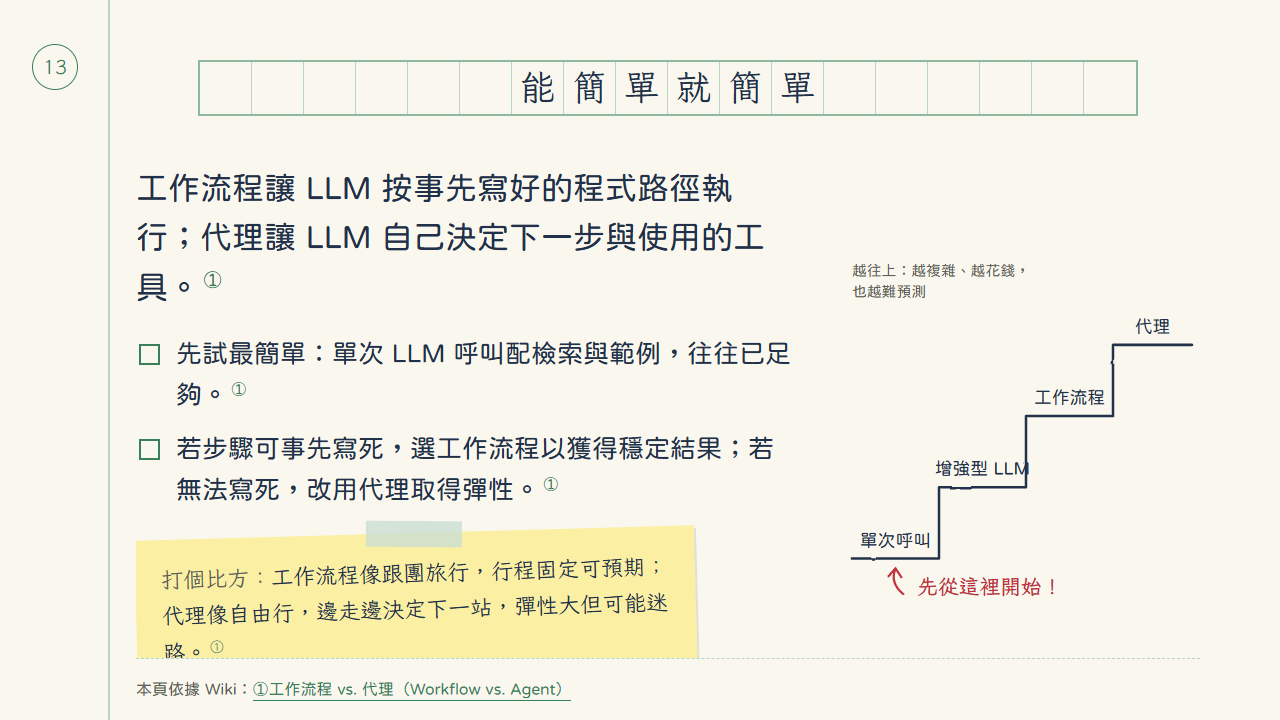 13
能簡單就簡單
工作流程讓 LLM 按事先寫好的程式路徑執
行；代理讓 LLM 自己決定下一步與使用的工
具。①
先試最簡單：單次 LLM 呼叫配檢索與範例，往往已足
夠。①
若步驟可事先寫死，選工作流程以獲得穩定結果；若
無法寫死，改用代理取得彈性。①
打個比方：工作流程像跟團旅行，行程固定可預期；
代理像自由行，邊走邊決定下一站，彈性大但可能迷
路。①
越往上：越複雜、越花錢，
也越難預測
代理
工作流程
增強型 LLM
單次呼叫
先從這裡開始！
本頁依據 Wiki：①工作流程 vs. 代理（Workflow vs. Agent）